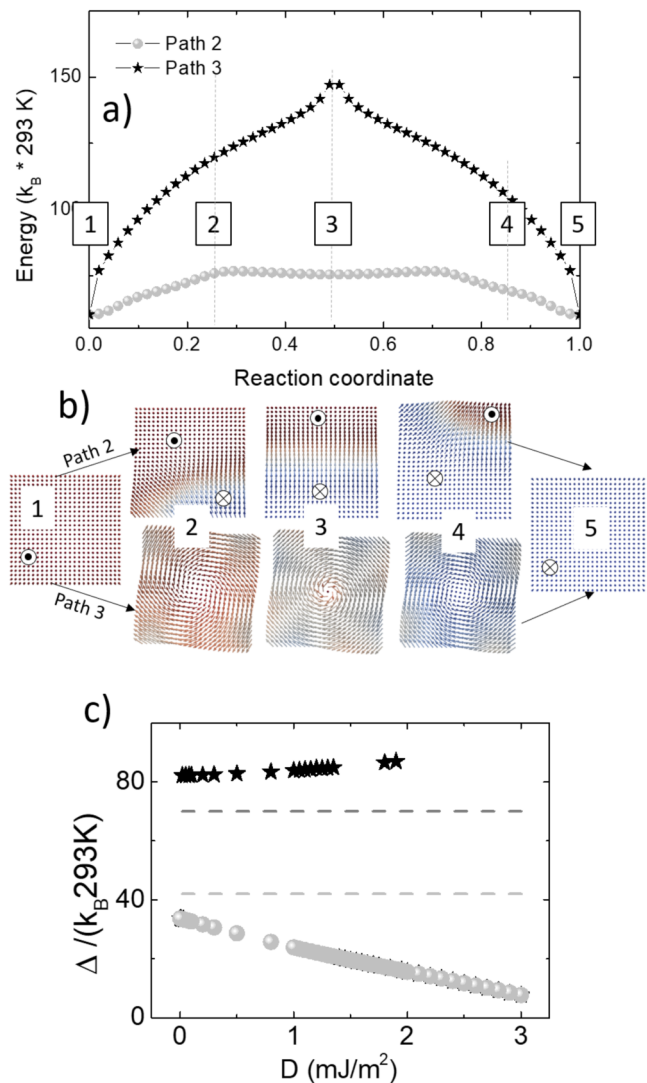 Path 2
Path 3
a)
150
100
Energy (k_B * 293 K)
1 2 3 4 5
0.0 0.2 0.4 0.6 0.8 1.0
Reaction coordinate
b)
Path 2
1 2 3 4 5
Path 3
c)
80
40
0
Δ /(k_B293K)
0 1 2 3
D (mJ/m²)